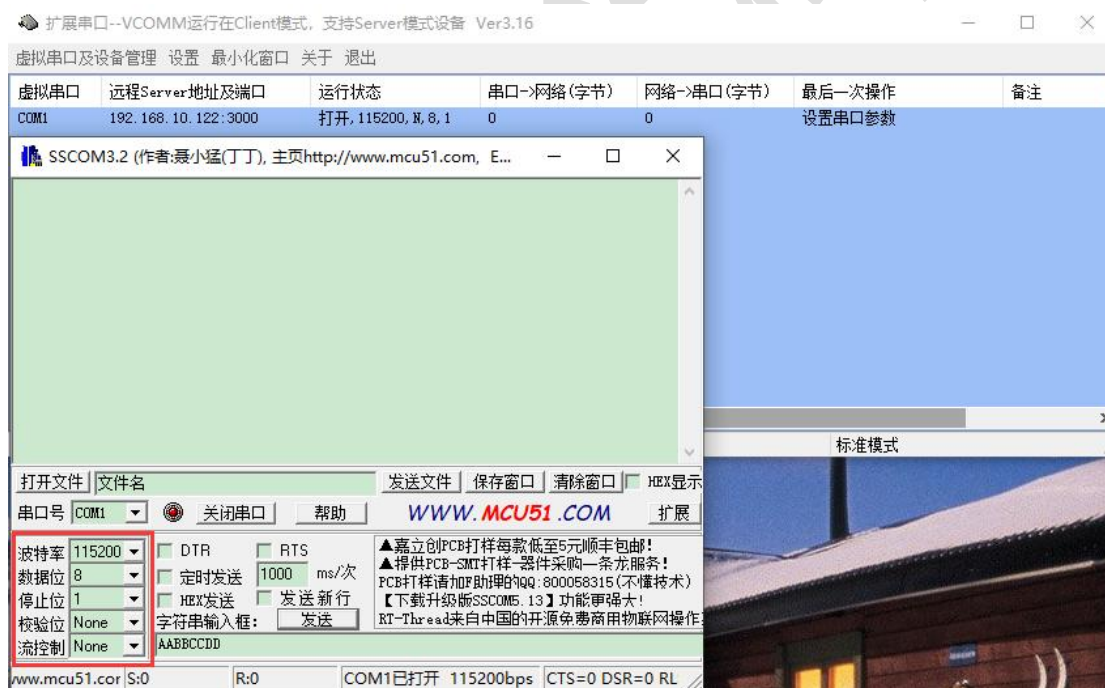 扩展串口--VCOMM运行在Client模式，支持Server模式设备 Ver3.16
虚拟串口及设备管理 设置 最小化窗口 关于 退出
虚拟串口 远程Server地址及端口 运行状态 串口->网络(字节) 网络->串口(字节) 最后一次操作 备注
COM1 192.168.10.122:3000 打开,115200,N,8,1 0 0 设置串口参数
SSCOM3.2 (作者:聂小猛(丁丁), 主页http://www.mcu51.com, E...
标准模式
打开文件 文件名 发送文件 保存窗口 清除窗口 HEX显示
串口号 COM1 关闭串口 帮助 WWW.MCU51.COM 扩展
波特率 115200 DTR RTS
数据位 8 定时发送 1000 ms/次
停止位 1 HEX发送 发送新行
校验位 None 字符串输入框: 发送
流控制 None AABBCCDD
▲嘉立创PCB打样每款低至5元顺丰包邮!
▲提供PCB-SMT打样-器件采购一条龙服务!
PCB打样请加下助理的QQ:800058315(不懂技术)
【下载升级版SSCOM5.13】功能更强大!
RT-Thread来自中国的开源免费商用物联网操作
www.mcu51.cor S:0 R:0 COM1已打开 115200bps CTS=0 DSR=0 RL